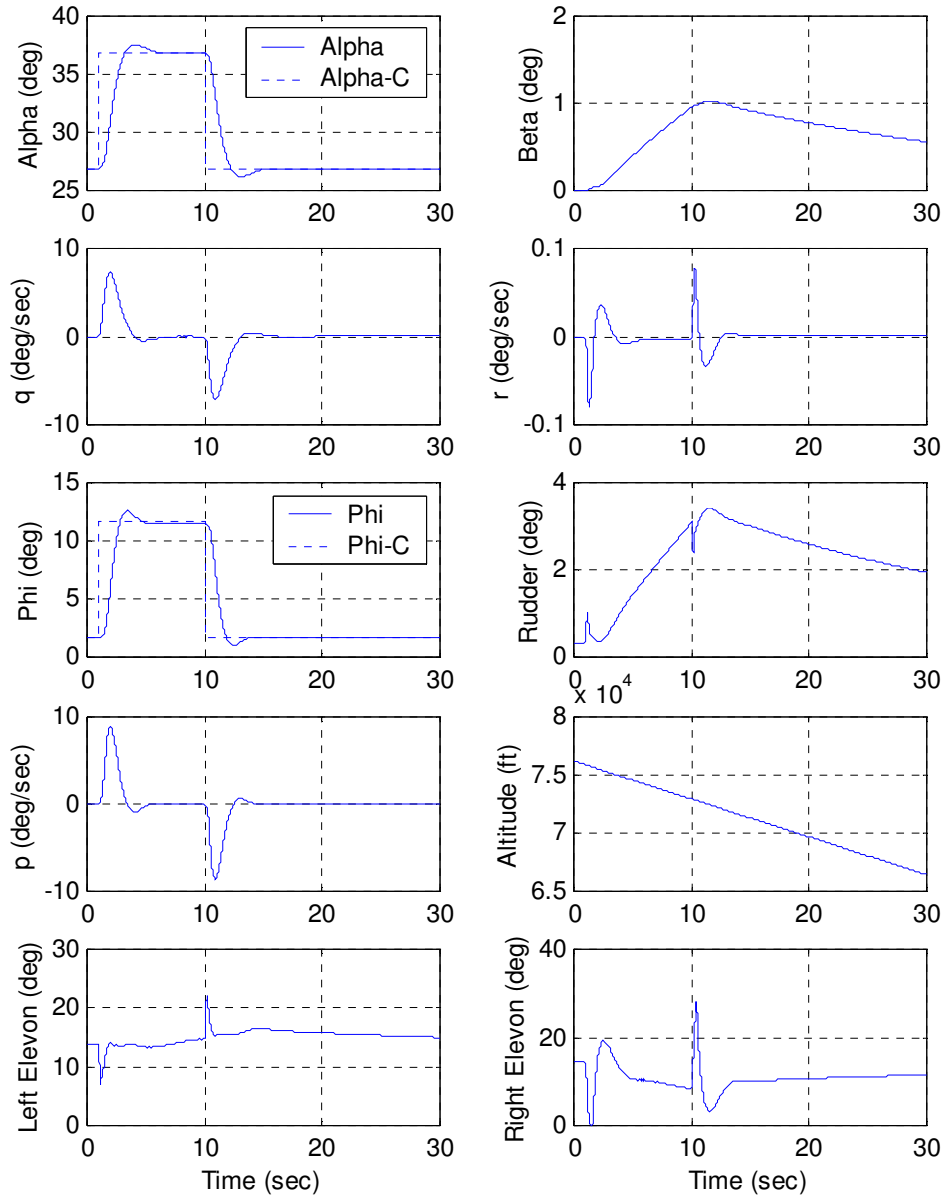 40
35
30
25
Alpha (deg)
Alpha
Alpha-C
0 10 20 30
2
1
0
Beta (deg)
0 10 20 30
10
0
-10
q (deg/sec)
0 10 20 30
0.1
0
-0.1
r (deg/sec)
0 10 20 30
15
10
5
0
Phi (deg)
Phi
Phi-C
0 10 20 30
4
2
0
Rudder (deg)
0 10 20 30
10
0
-10
p (deg/sec)
0 10 20 30
x 10^4
8
7.5
7
6.5
Altitude (ft)
0 10 20 30
30
20
10
0
Left Elevon (deg)
0 10 20 30
Time (sec)
40
20
0
Right Elevon (deg)
0 10 20 30
Time (sec)